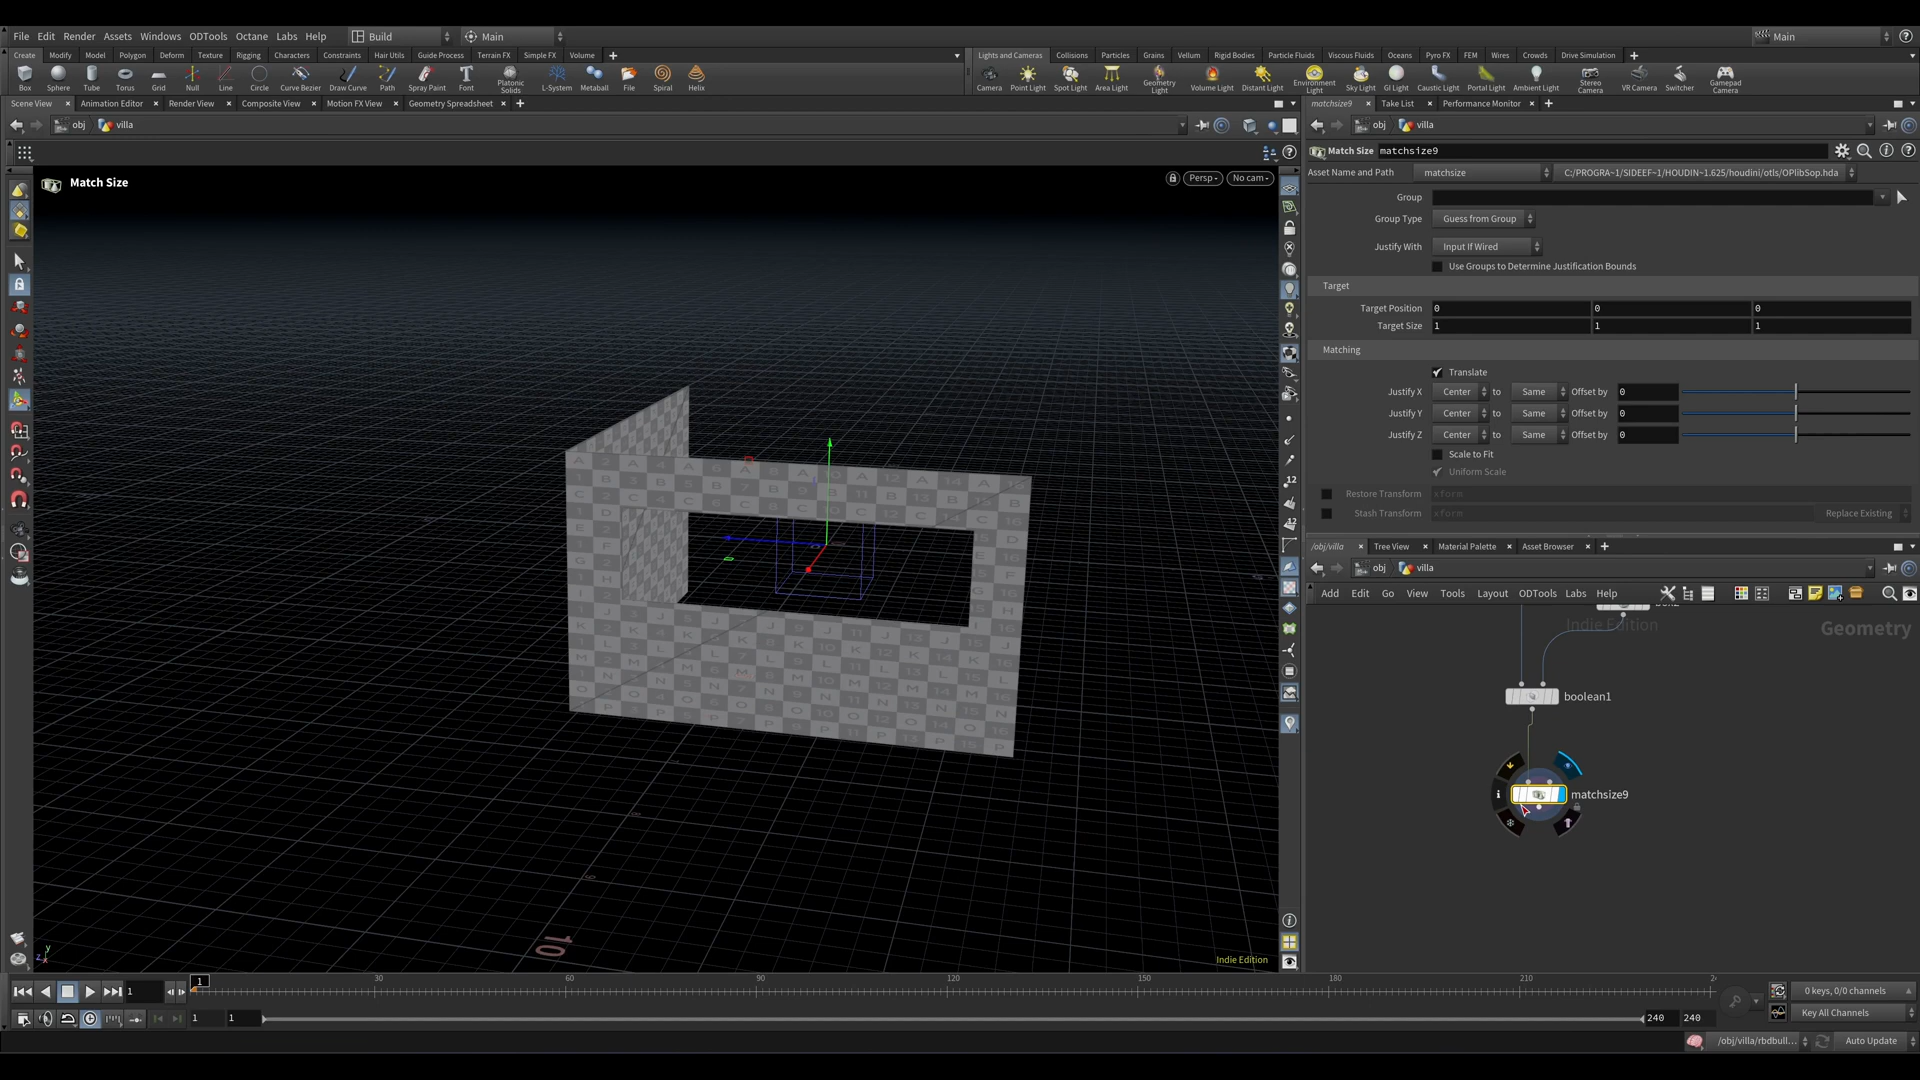 File Edit Render Assets Windows ODTools Octane Labs Help Build Main Main
Create Modify Model Polygon Deform Texture Rigging Characters Constraints Hair Utils Guide Process Terrain FX Simple FX Volume
Lights and Cameras Collisions Particles Grains Vellum Rigid Bodies Particle Fluids Viscous Fluids Oceans Pyro FX FEM Wires Crowds Drive Simulation
Box Sphere Tube Torus Grid Null Line Circle Curve Bezier Draw Curve Path Spray Paint Font Platonic Solids L-System Metaball File Spiral Helix
Camera Point Light Spot Light Area Light Geometry Light Volume Light Distant Light Environment Light Sky Light GI Light Caustic Light Portal Light Ambient Light Stereo Camera VR Camera Switcher Gamepad Camera
Scene View Animation Editor Render View Composite View Motion FX View Geometry Spreadsheet
obj villa
Match Size
Persp No cam
Indie Edition
10
matchsize9 Take List Performance Monitor
obj villa
Match Size matchsize9
Asset Name and Path matchsize C:/PROGRA~1/SIDEEF~1/HOUDIN~1.625/houdini/otls/OPlibSop.hda
Group
Group Type Guess from Group
Justify With Input If Wired
Use Groups to Determine Justification Bounds
Target
Target Position 0 0 0
Target Size 1 1 1
Matching
Translate
Justify X Center to Same Offset by 0
Justify Y Center to Same Offset by 0
Justify Z Center to Same Offset by 0
Scale to Fit
Uniform Scale
Restore Transform xform
Stash Transform xform Replace Existing
/obj/villa Tree View Material Palette Asset Browser
obj villa
Add Edit Go View Tools Layout ODTools Labs Help
Indie Edition
Geometry
boolean1
matchsize9
1 30 60 90 120 150 180 210
1
1 1 240 240
0 keys, 0/0 channels
Key All Channels
/obj/villa/rbdbull... Auto Update